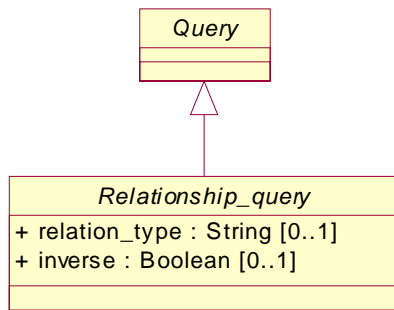 Query
Relationship_query
+ relation_type : String [0..1]
+ inverse : Boolean [0..1]